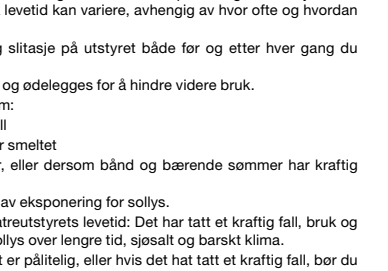 levetid kan variere, avhengig av hvor ofte og hvordan
slitasje på utstyret både før og etter hver gang du
og ødelegges for å hindre videre bruk.
m:
ll
r smeltet
r, eller dersom bånd og bærende sømmer har kraftig
av eksponering for sollys.
atreutstyrets levetid: Det har tatt et kraftig fall, bruk og
ollys over lengre tid, sjøsalt og barskt klima.
t er pålitelig, eller hvis det hat tatt et kraftig fall, bør du